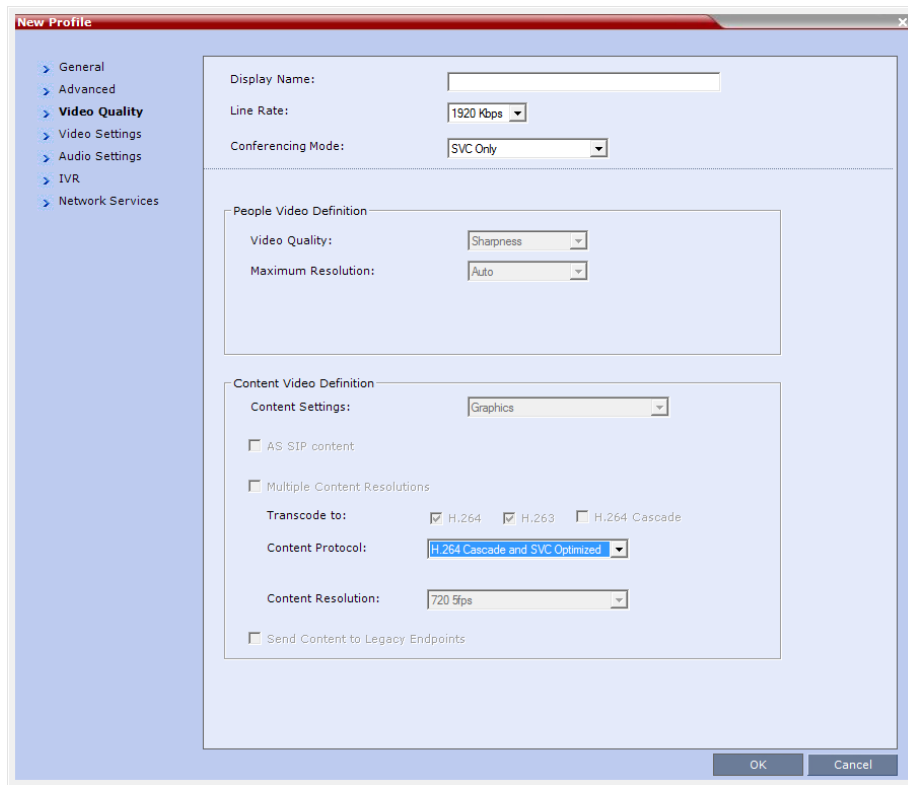 New Profile
General
Advanced
Video Quality
Video Settings
Audio Settings
IVR
Network Services
Display Name:
Line Rate: 1920 Kbps
Conferencing Mode: SVC Only
People Video Definition
Video Quality: Sharpness
Maximum Resolution: Auto
Content Video Definition
Content Settings: Graphics
AS SIP content
Multiple Content Resolutions
Transcode to: H.264 H.263 H.264 Cascade
Content Protocol: H.264 Cascade and SVC Optimized
Content Resolution: 720 5fps
Send Content to Legacy Endpoints
OK Cancel